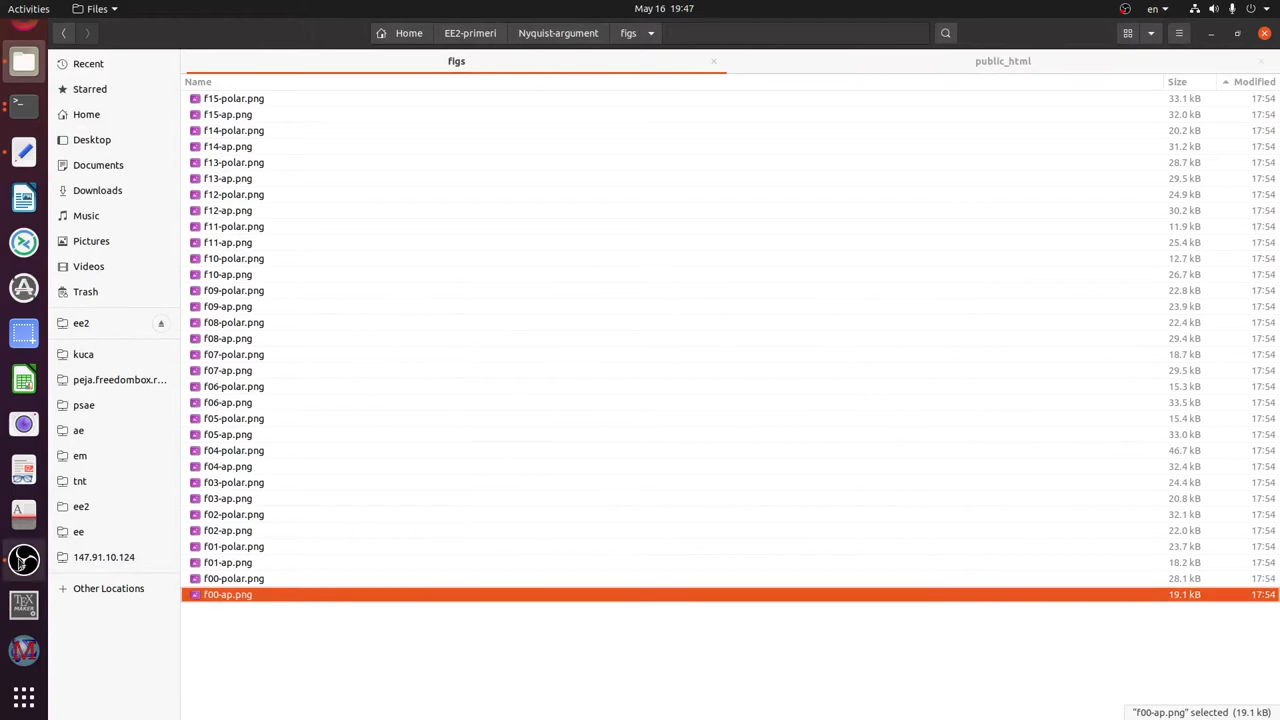 Activities Files May 16 19:47 en
Home EE2-primeri Nyquist-argument figs
figs public_html
Name Size Modified
Recent
Starred
Home
Desktop
Documents
Downloads
Music
Pictures
Videos
Trash
ee2
kuca
peja.freedombox.r...
psae
ae
em
tnt
ee2
ee
147.91.10.124
Other Locations
f15-polar.png 33.1 kB 17:54
f15-ap.png 32.0 kB 17:54
f14-polar.png 20.2 kB 17:54
f14-ap.png 31.2 kB 17:54
f13-polar.png 28.7 kB 17:54
f13-ap.png 29.5 kB 17:54
f12-polar.png 24.9 kB 17:54
f12-ap.png 30.2 kB 17:54
f11-polar.png 11.9 kB 17:54
f11-ap.png 25.4 kB 17:54
f10-polar.png 12.7 kB 17:54
f10-ap.png 26.7 kB 17:54
f09-polar.png 22.8 kB 17:54
f09-ap.png 23.9 kB 17:54
f08-polar.png 22.4 kB 17:54
f08-ap.png 29.4 kB 17:54
f07-polar.png 18.7 kB 17:54
f07-ap.png 29.5 kB 17:54
f06-polar.png 15.3 kB 17:54
f06-ap.png 33.5 kB 17:54
f05-polar.png 15.4 kB 17:54
f05-ap.png 33.0 kB 17:54
f04-polar.png 46.7 kB 17:54
f04-ap.png 32.4 kB 17:54
f03-polar.png 24.4 kB 17:54
f03-ap.png 20.8 kB 17:54
f02-polar.png 32.1 kB 17:54
f02-ap.png 22.0 kB 17:54
f01-polar.png 23.7 kB 17:54
f01-ap.png 18.2 kB 17:54
f00-polar.png 28.1 kB 17:54
f00-ap.png 19.1 kB 17:54
TEX
MAKER
"f00-ap.png" selected (19.1 kB)